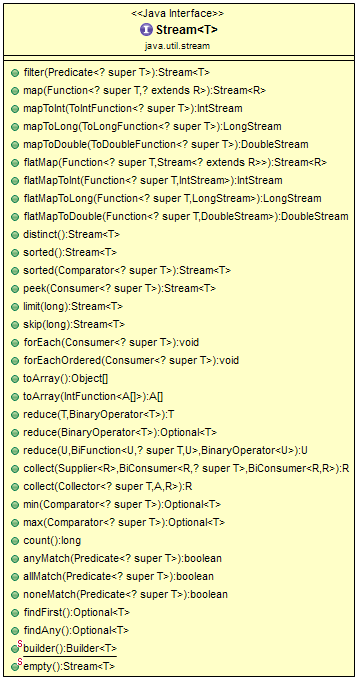 <<Java Interface>>
I Stream<T>
java.util.stream
filter(Predicate<? super T>):Stream<T>
map(Function<? super T,? extends R>):Stream<R>
mapToInt(ToIntFunction<? super T>):IntStream
mapToLong(ToLongFunction<? super T>):LongStream
mapToDouble(ToDoubleFunction<? super T>):DoubleStream
flatMap(Function<? super T,Stream<? extends R>>):Stream<R>
flatMapToInt(Function<? super T,IntStream>):IntStream
flatMapToLong(Function<? super T,LongStream>):LongStream
flatMapToDouble(Function<? super T,DoubleStream>):DoubleStream
distinct():Stream<T>
sorted():Stream<T>
sorted(Comparator<? super T>):Stream<T>
peek(Consumer<? super T>):Stream<T>
limit(long):Stream<T>
skip(long):Stream<T>
forEach(Consumer<? super T>):void
forEachOrdered(Consumer<? super T>):void
toArray():Object[]
toArray(IntFunction<A[]>):A[]
reduce(T,BinaryOperator<T>):T
reduce(BinaryOperator<T>):Optional<T>
reduce(U,BiFunction<U,? super T,U>,BinaryOperator<U>):U
collect(Supplier<R>,BiConsumer<R,? super T>,BiConsumer<R,R>):R
collect(Collector<? super T,A,R>):R
min(Comparator<? super T>):Optional<T>
max(Comparator<? super T>):Optional<T>
count():long
anyMatch(Predicate<? super T>):boolean
allMatch(Predicate<? super T>):boolean
noneMatch(Predicate<? super T>):boolean
findFirst():Optional<T>
findAny():Optional<T>
S builder():Builder<T>
S empty():Stream<T>